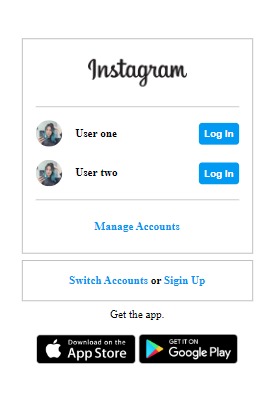 Instagram
User one Log In
User two Log In
Manage Accounts
Switch Accounts or Sigin Up
Get the app.
Download on the
App Store
GET IT ON
Google Play